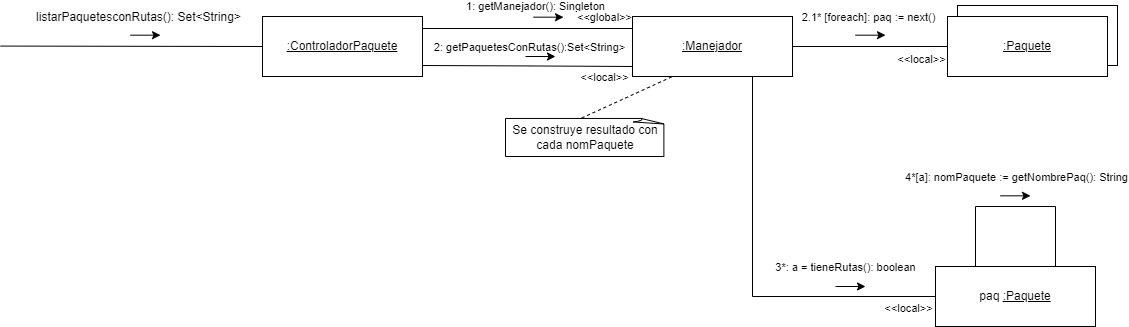 1: getManejador(): Singleton
listarPaquetesconRutas(): Set<String>
<<global>>
2.1* [foreach]: paq := next()
:ControladorPaquete
2: getPaquetesConRutas():Set<String>
:Manejador
:Paquete
<<local>>
<<local>>
Se construye resultado con
cada nomPaquete
4*[a]: nomPaquete := getNombrePaq(): String
3*: a = tieneRutas(): boolean
paq :Paquete
<<local>>